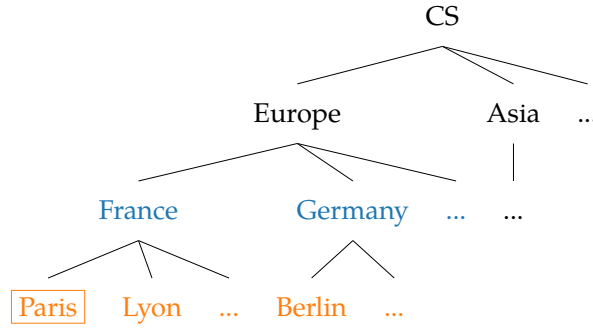 CS
Europe Asia ...
France Germany ... ...
Paris Lyon ... Berlin ...